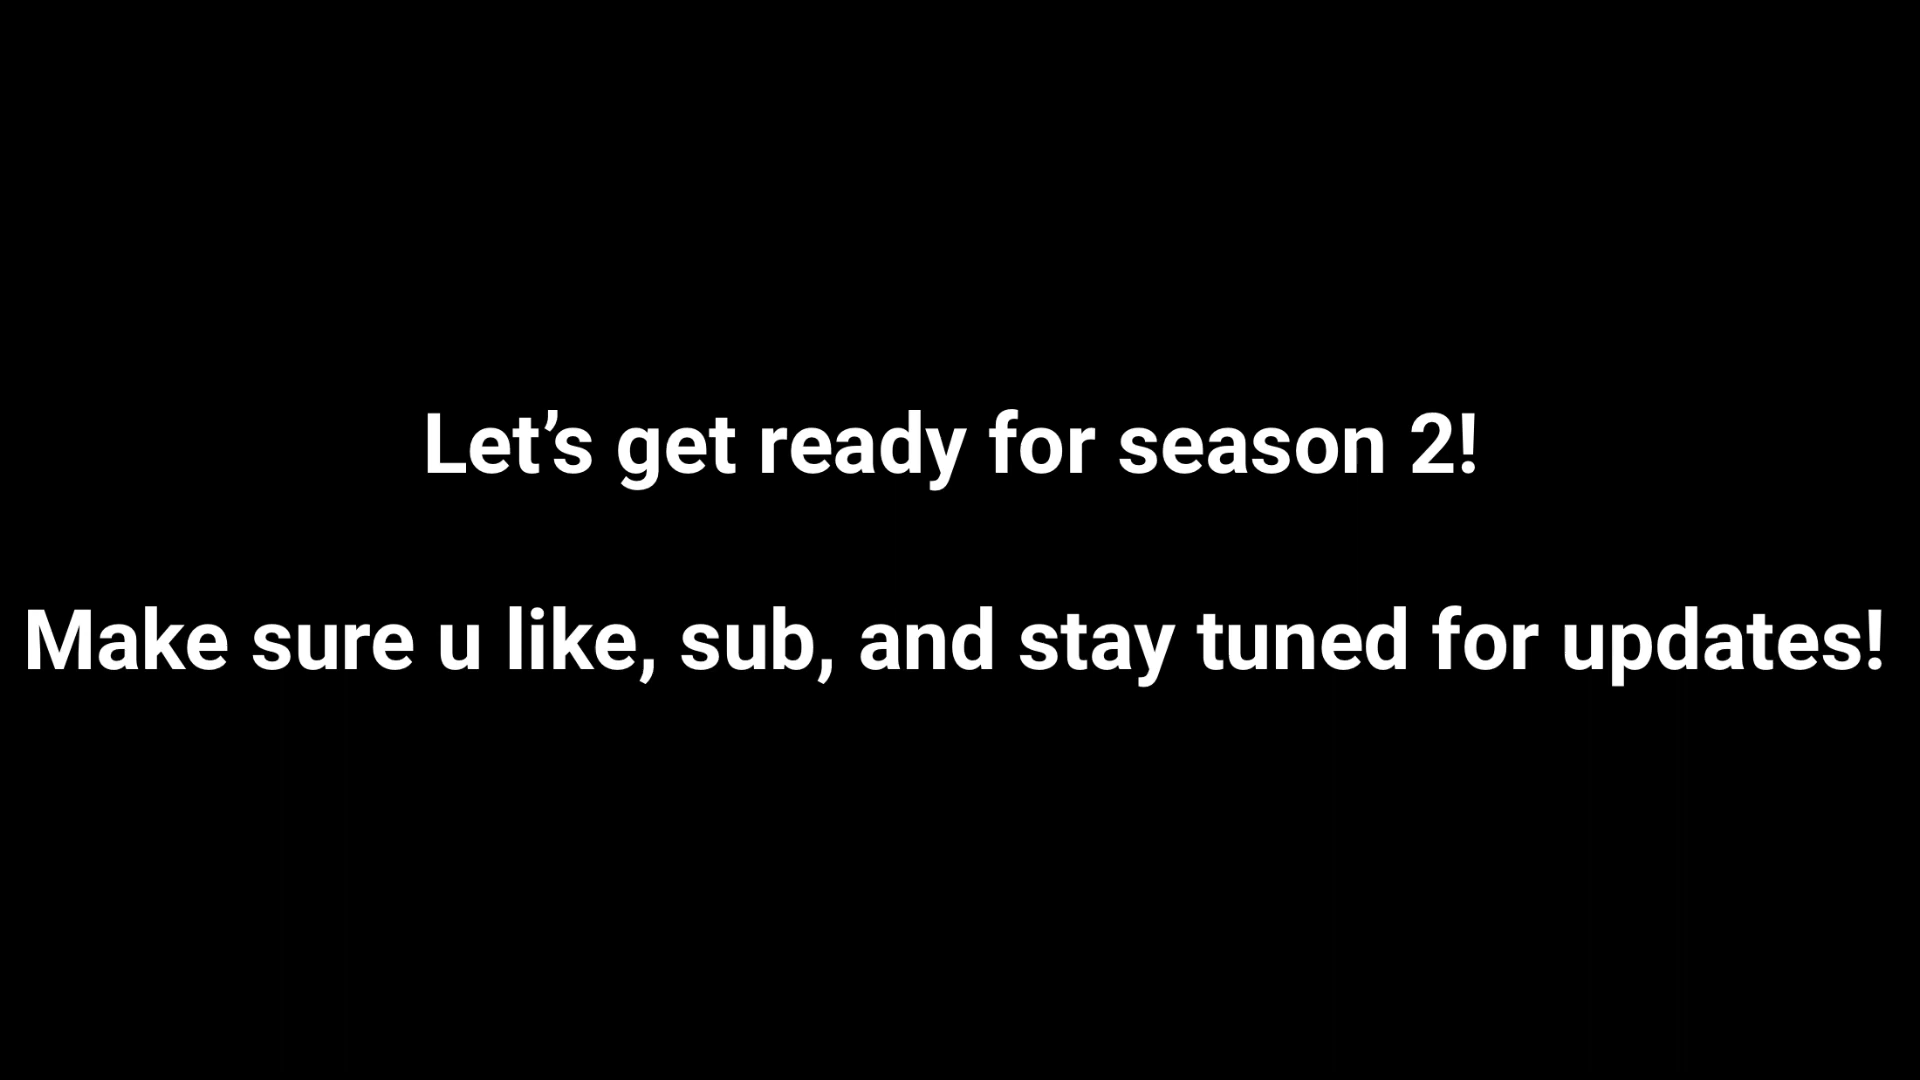 Let’s get ready for season 2!
Make sure u like, sub, and stay tuned for updates!